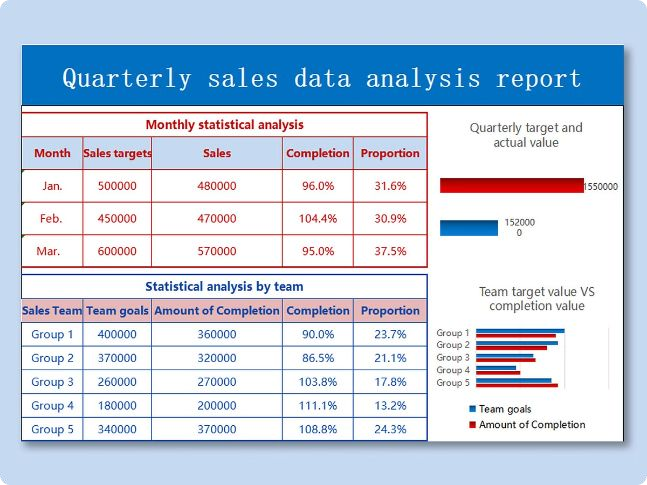 Quarterly sales data analysis report
Monthly statistical analysis
Month Sales targets Sales Completion Proportion
Jan. 500000 480000 96.0% 31.6%
Feb. 450000 470000 104.4% 30.9%
Mar. 600000 570000 95.0% 37.5%
Statistical analysis by team
Sales Team Team goals Amount of Completion Completion Proportion
Group 1 400000 360000 90.0% 23.7%
Group 2 370000 320000 86.5% 21.1%
Group 3 260000 270000 103.8% 17.8%
Group 4 180000 200000 111.1% 13.2%
Group 5 340000 370000 108.8% 24.3%
Quarterly target and
actual value
1550000
152000
0
Team target value VS
completion value
Group 1
Group 2
Group 3
Group 4
Group 5
Team goals
Amount of Completion